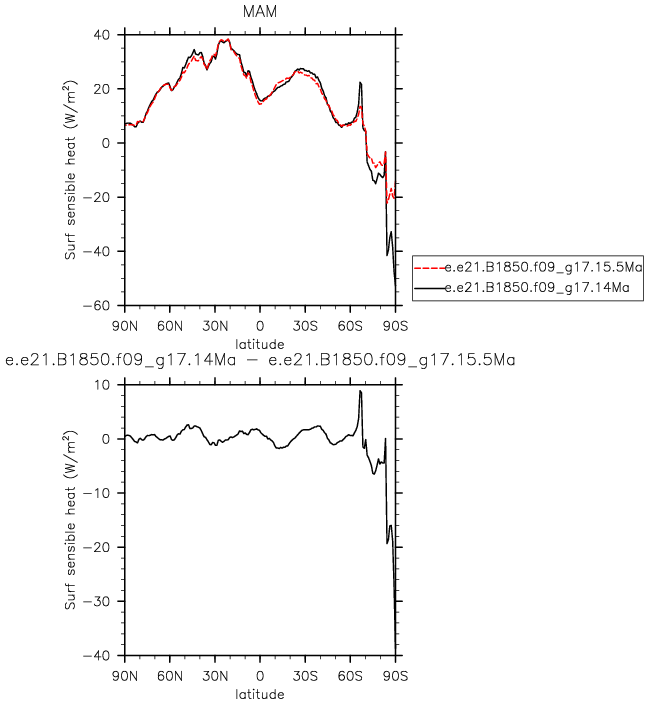 MAM
40
20
0
−20
−40
−60
Surf sensible heat (W/m²)
90N 60N 30N 0 30S 60S 90S
latitude
e.e21.B1850.f09_g17.15.5Ma
e.e21.B1850.f09_g17.14Ma
e.e21.B1850.f09_g17.14Ma − e.e21.B1850.f09_g17.15.5Ma
10
0
−10
−20
−30
−40
Surf sensible heat (W/m²)
90N 60N 30N 0 30S 60S 90S
latitude